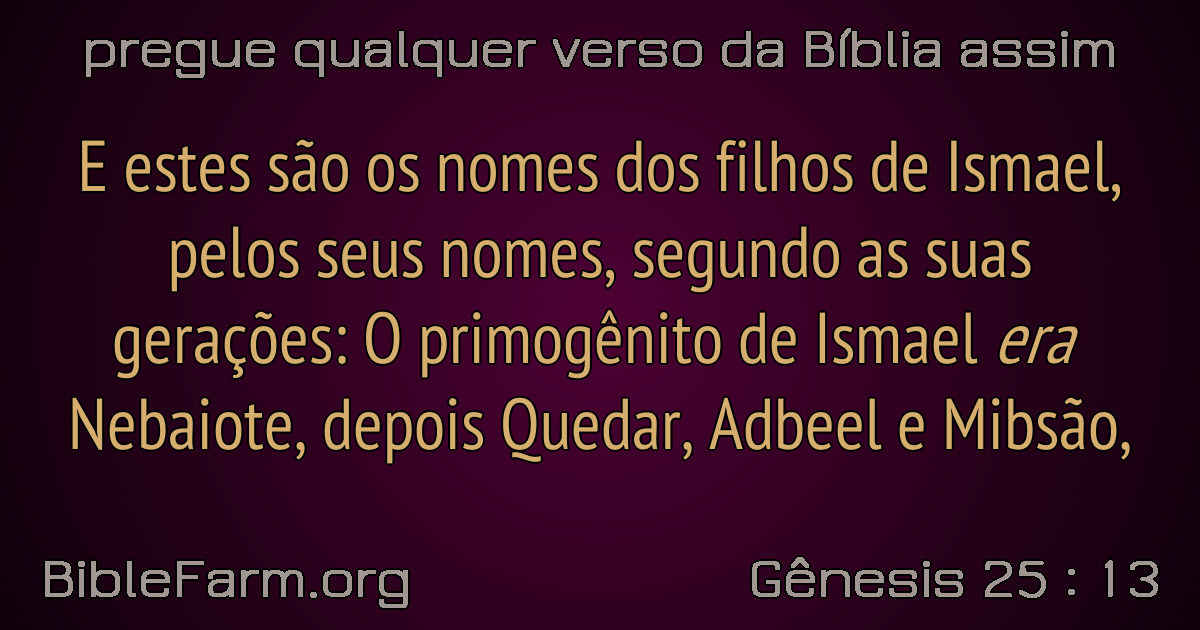 pregue qualquer verso da Bíblia assim
E estes são os nomes dos filhos de Ismael,
pelos seus nomes, segundo as suas
gerações: O primogênito de Ismael era
Nebaiote, depois Quedar, Adbeel e Mibsão,
BibleFarm.org
Gênesis 25 : 13